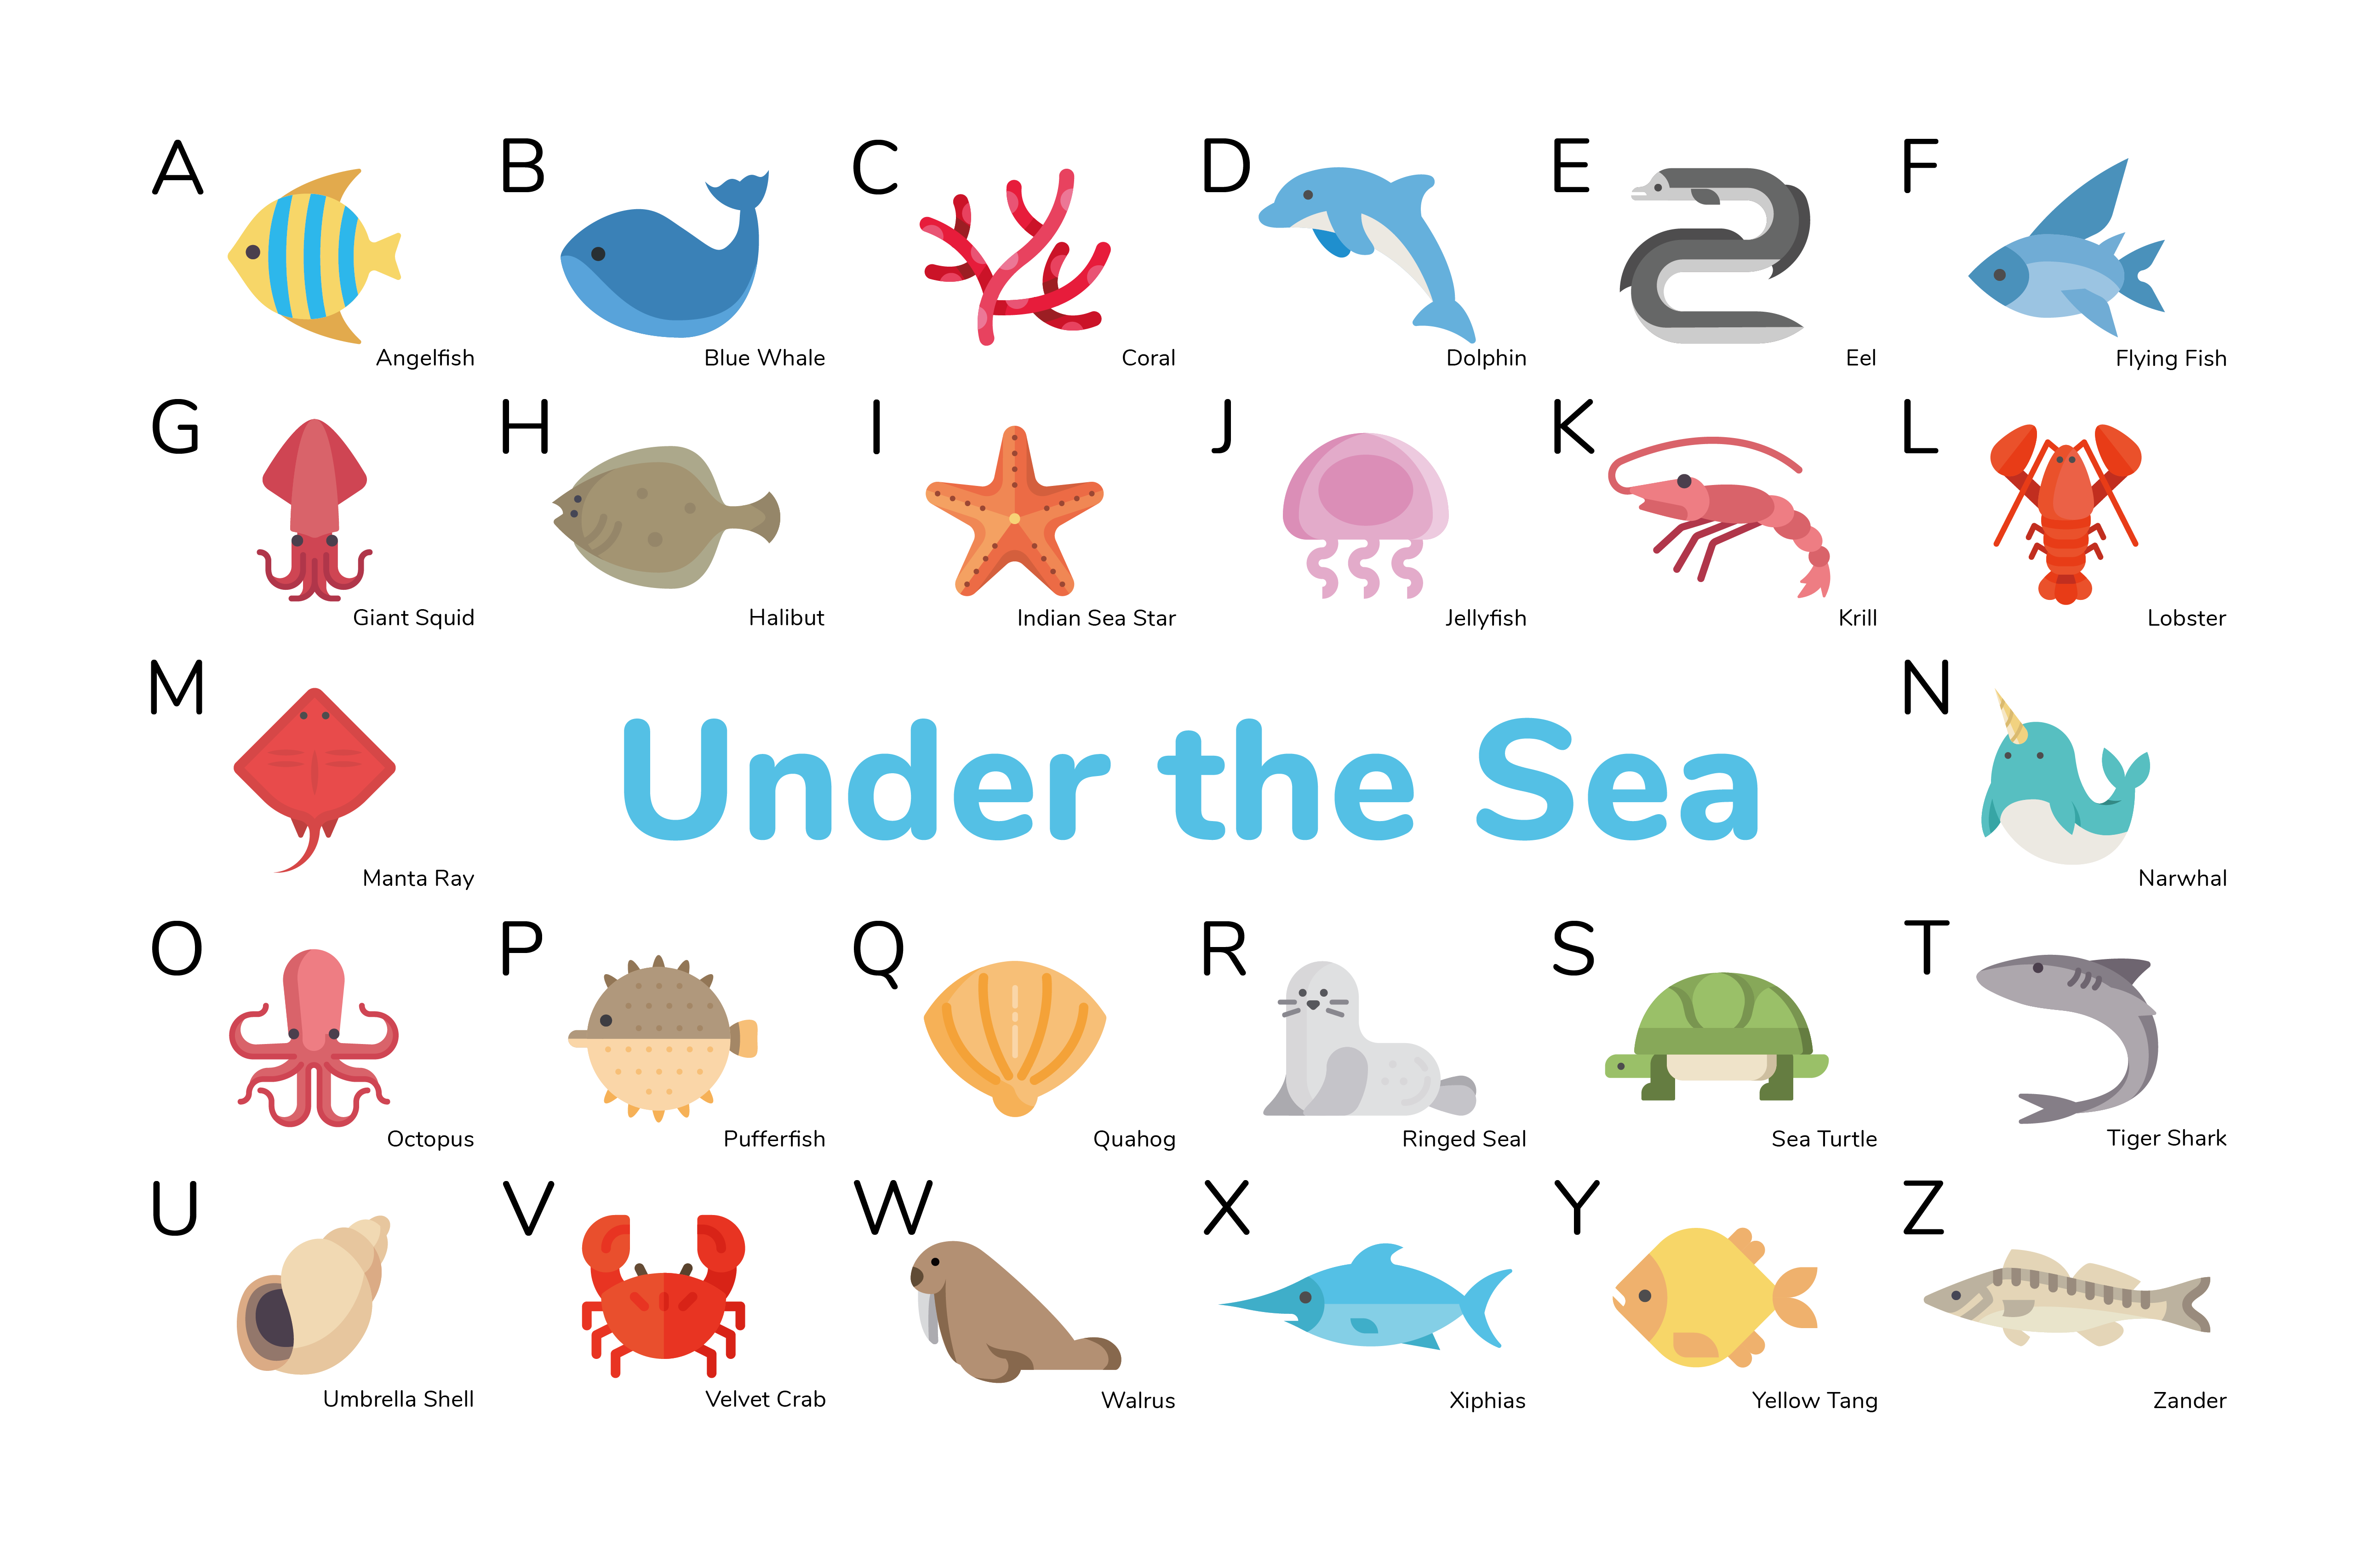 A
B
C
D
E
F
Angelfish
Blue Whale
Coral
Dolphin
Eel
Flying Fish
G
H
I
J
K
L
Giant Squid
Halibut
Indian Sea Star
Jellyfish
Krill
Lobster
M
Under the Sea
N
Manta Ray
Narwhal
O
P
Q
R
S
T
Octopus
Pufferfish
Quahog
Ringed Seal
Sea Turtle
Tiger Shark
U
V
W
X
Y
Z
Umbrella Shell
Velvet Crab
Walrus
Xiphias
Yellow Tang
Zander